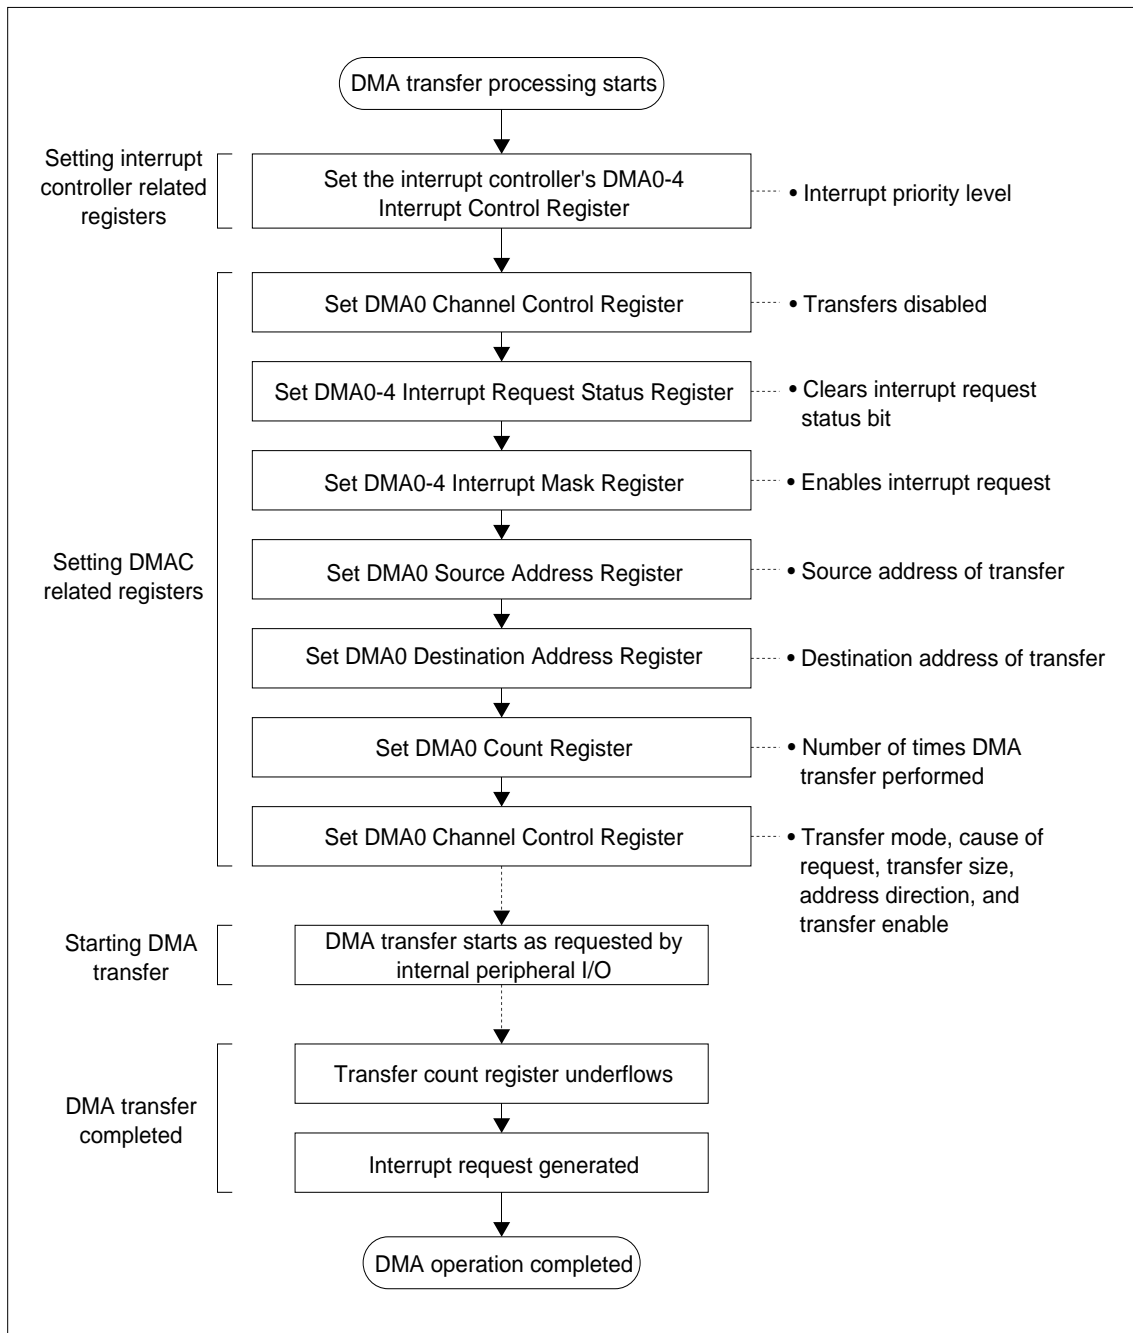 DMA transfer processing starts
Setting interrupt
controller related
registers
Set the interrupt controller's DMA0-4
Interrupt Control Register
• Interrupt priority level
Set DMA0 Channel Control Register
• Transfers disabled
Set DMA0-4 Interrupt Request Status Register
• Clears interrupt request
status bit
Set DMA0-4 Interrupt Mask Register
• Enables interrupt request
Setting DMAC
related registers
Set DMA0 Source Address Register
• Source address of transfer
Set DMA0 Destination Address Register
• Destination address of transfer
Set DMA0 Count Register
• Number of times DMA
transfer performed
Set DMA0 Channel Control Register
• Transfer mode, cause of
request, transfer size,
address direction, and
transfer enable
Starting DMA
transfer
DMA transfer starts as requested by
internal peripheral I/O
DMA transfer
completed
Transfer count register underflows
Interrupt request generated
DMA operation completed